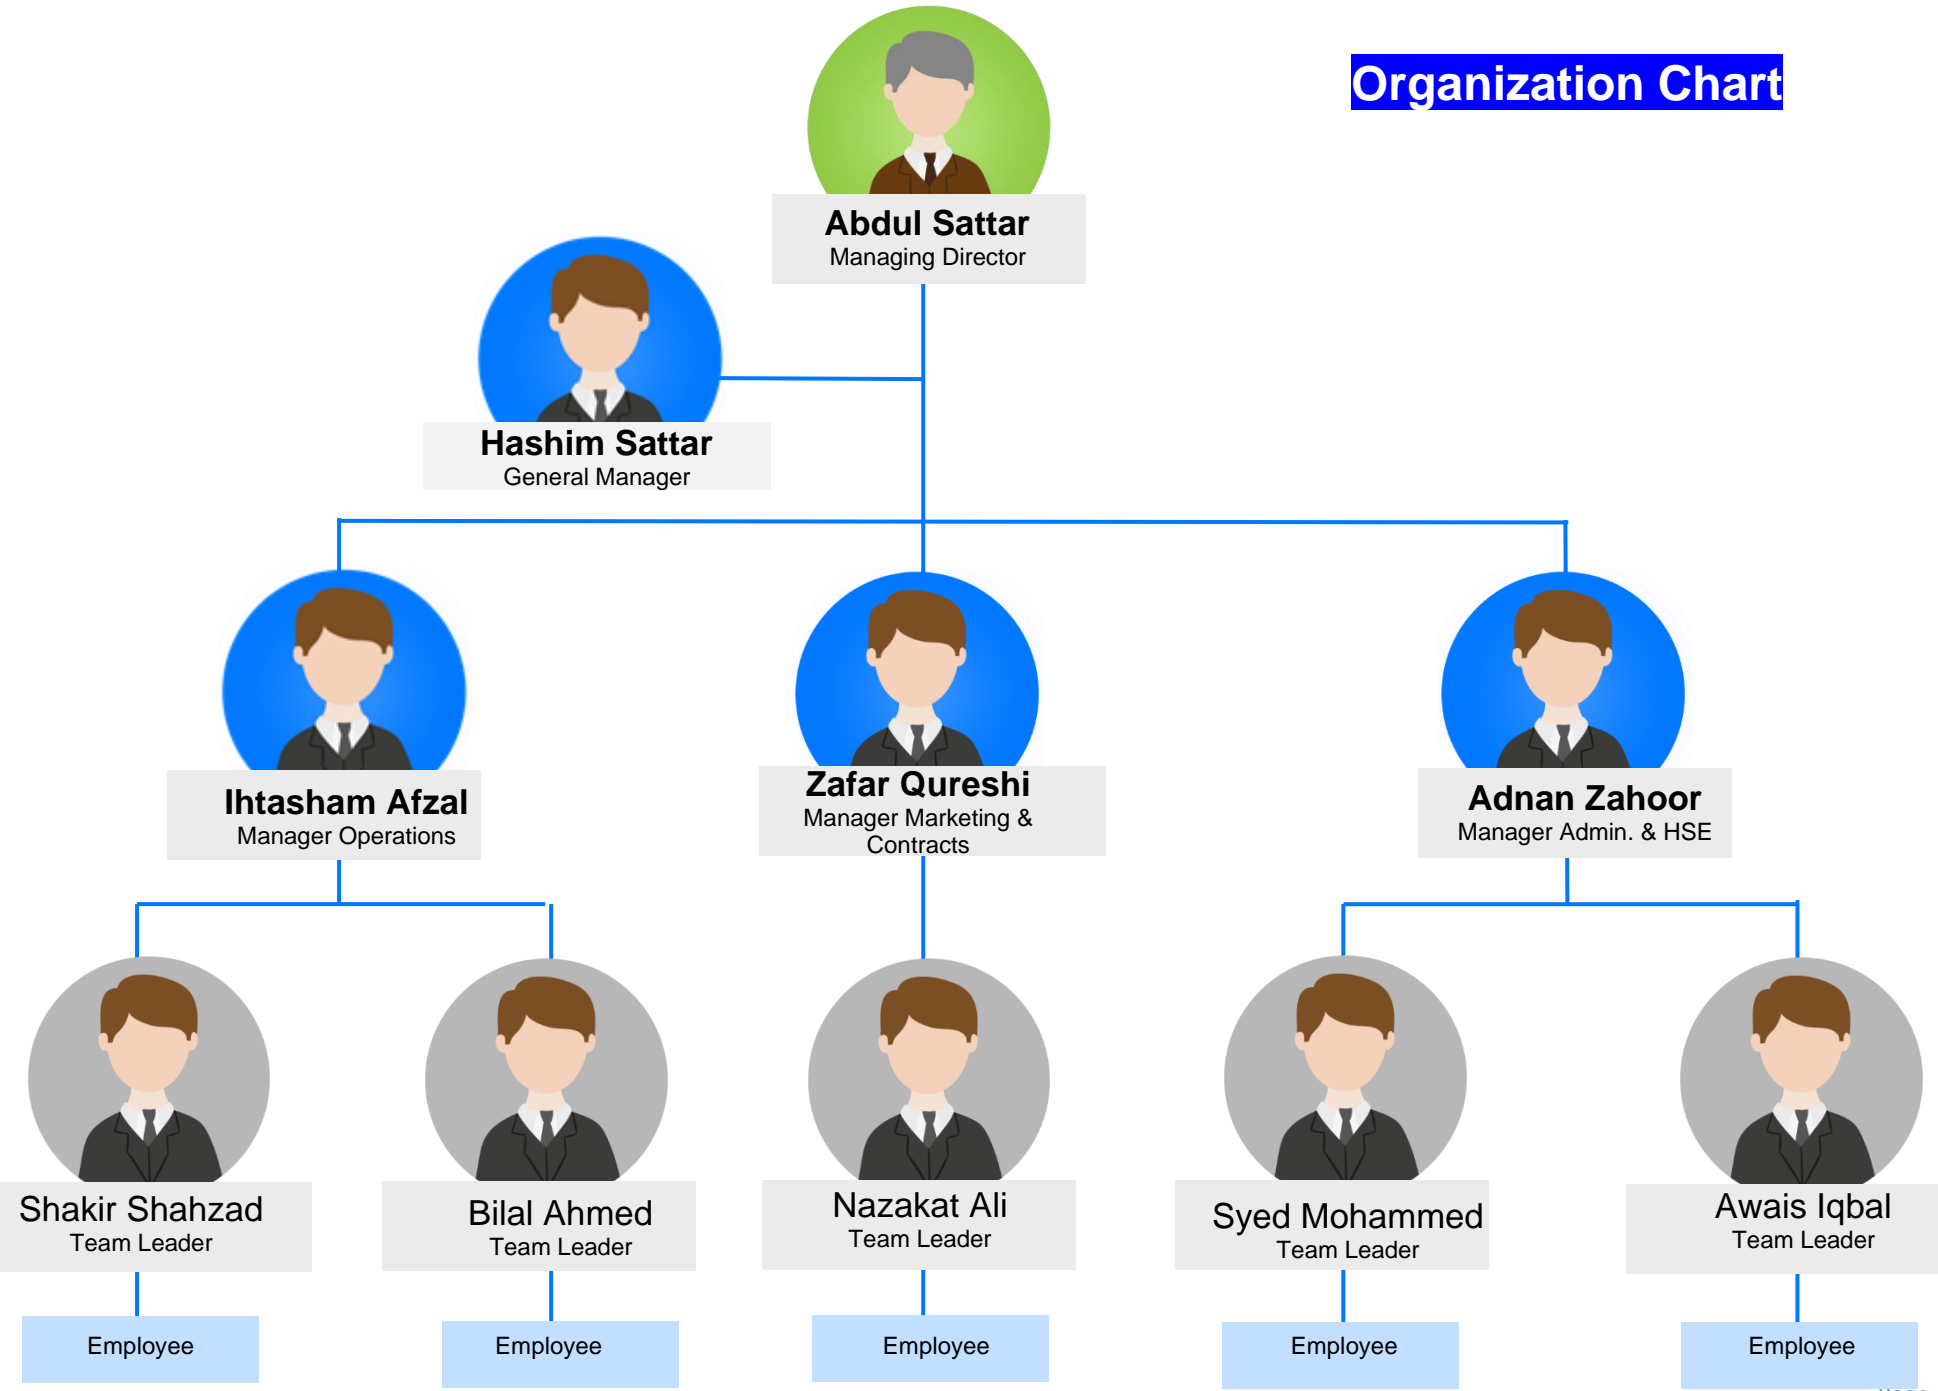 Organization Chart
Abdul Sattar
Managing Director
Hashim Sattar
General Manager
Ihtasham Afzal
Manager Operations
Zafar Qureshi
Manager Marketing &
Contracts
Adnan Zahoor
Manager Admin. & HSE
Shakir Shahzad
Team Leader
Bilal Ahmed
Team Leader
Nazakat Ali
Team Leader
Syed Mohammed
Team Leader
Awais Iqbal
Team Leader
Employee
Employee
Employee
Employee
Employee